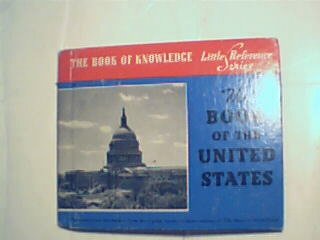 THE BOOK OF KNOWLEDGE Little Reference Series
The
BOOK
OF THE
UNITED
STATES